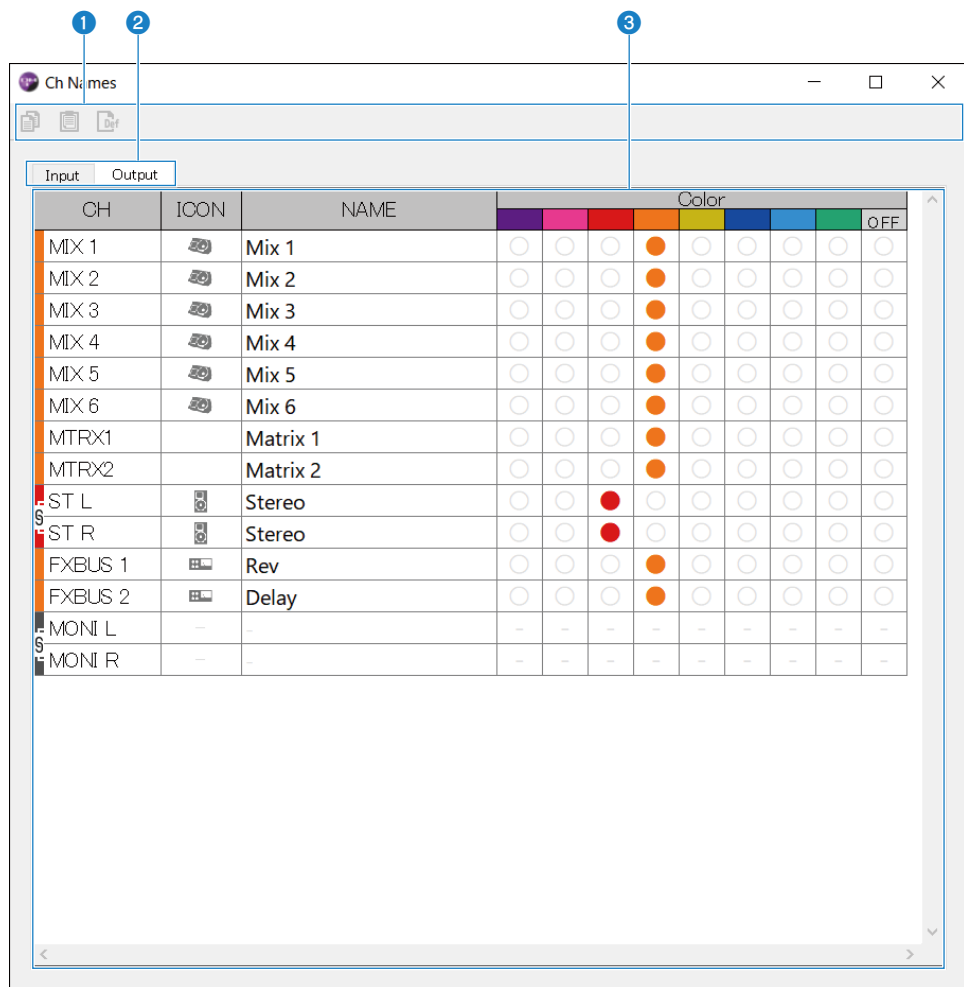 1 2 3
Ch Names
Def
Input Output
CH ICON NAME Color
OFF
MIX 1 Mix 1
MIX 2 Mix 2
MIX 3 Mix 3
MIX 4 Mix 4
MIX 5 Mix 5
MIX 6 Mix 6
MTRX1 Matrix 1
MTRX2 Matrix 2
ST L Stereo
ST R Stereo
FXBUS 1 Rev
FXBUS 2 Delay
MONI L – - - - - - - - - - -
MONI R – - - - - - - - - - -